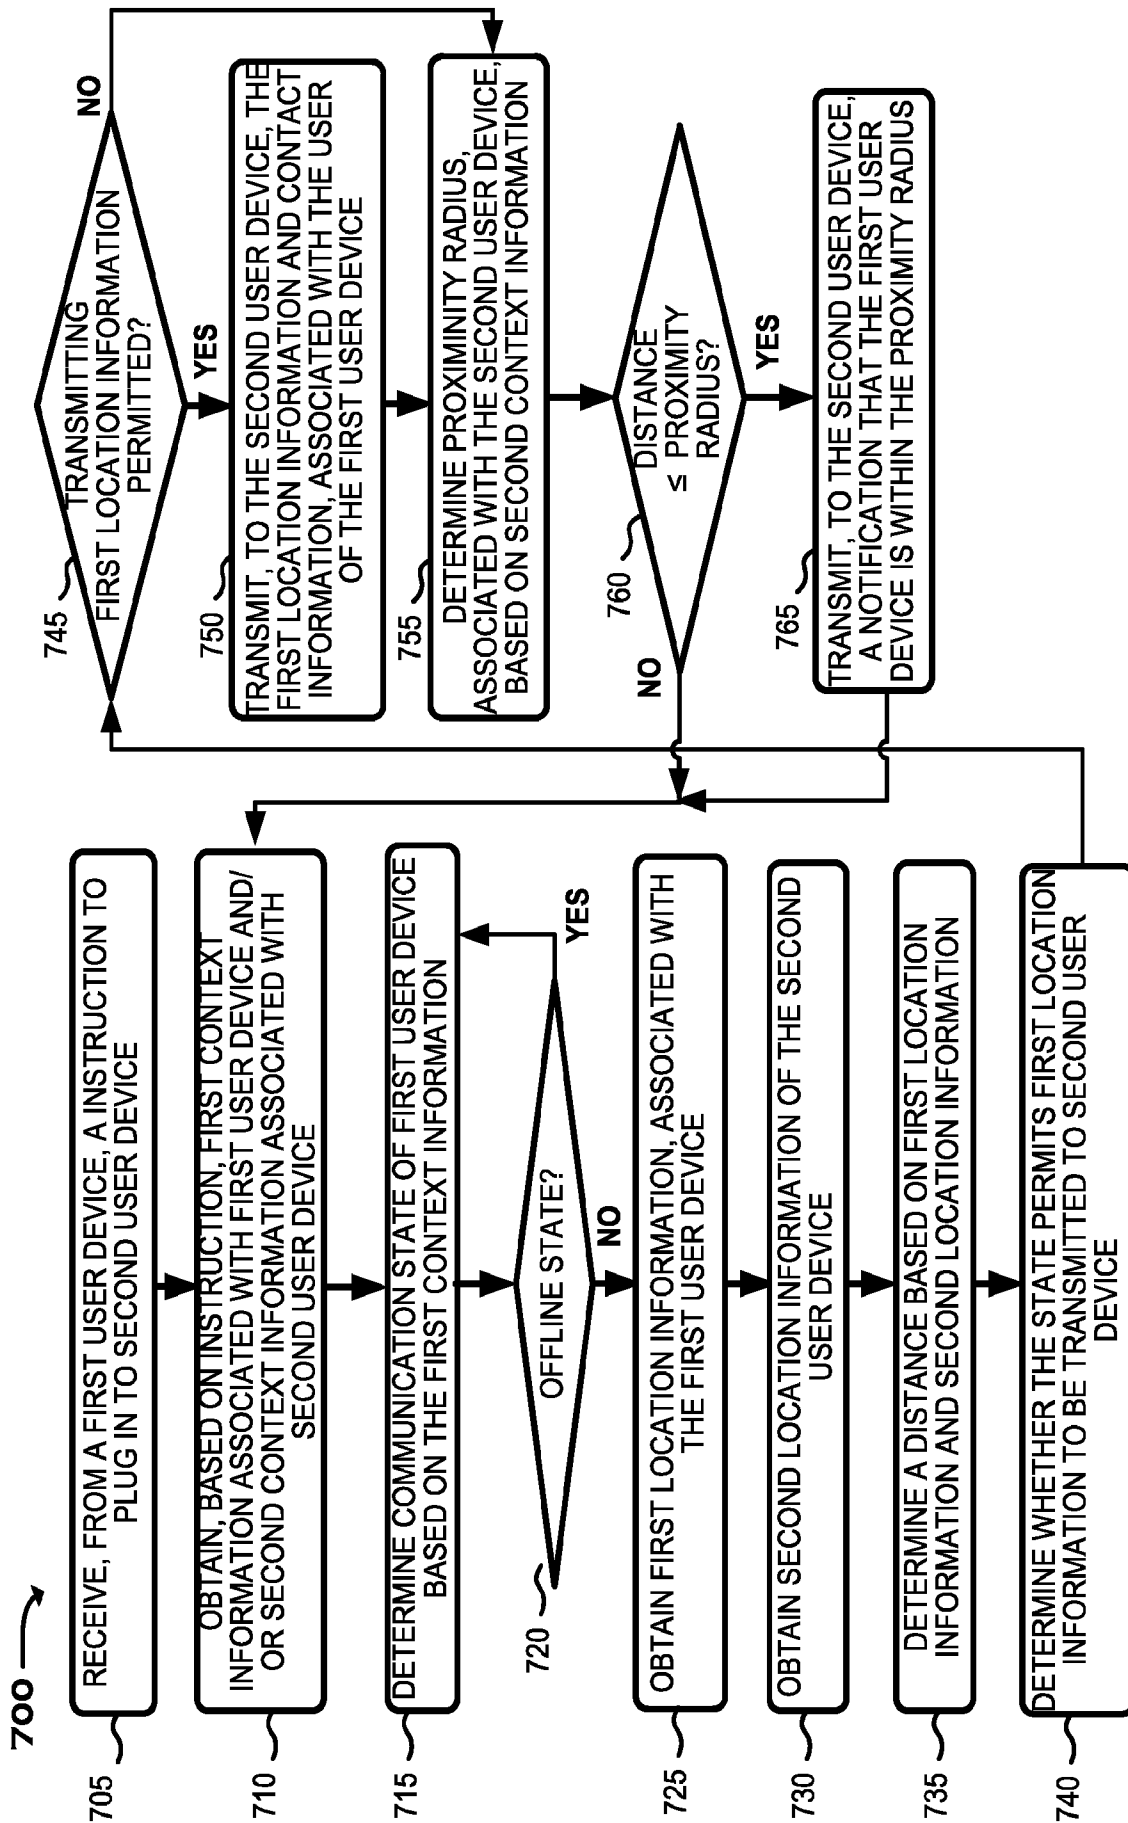 700
705
RECEIVE, FROM A FIRST USER DEVICE, A INSTRUCTION TO
PLUG IN TO SECOND USER DEVICE
710
OBTAIN, BASED ON INSTRUCTION, FIRST CONTEXT
INFORMATION ASSOCIATED WITH FIRST USER DEVICE AND/
OR SECOND CONTEXT INFORMATION ASSOCIATED WITH
SECOND USER DEVICE
715
DETERMINE COMMUNICATION STATE OF FIRST USER DEVICE
BASED ON THE FIRST CONTEXT INFORMATION
720
OFFLINE STATE?
YES
NO
725
OBTAIN FIRST LOCATION INFORMATION, ASSOCIATED WITH
THE FIRST USER DEVICE
730
OBTAIN SECOND LOCATION INFORMATION OF THE SECOND
USER DEVICE
735
DETERMINE A DISTANCE BASED ON FIRST LOCATION
INFORMATION AND SECOND LOCATION INFORMATION
740
DETERMINE WHETHER THE STATE PERMITS FIRST LOCATION
INFORMATION TO BE TRANSMITTED TO SECOND USER
DEVICE
745
TRANSMITTING
FIRST LOCATION INFORMATION
PERMITTED?
NO
YES
750
TRANSMIT, TO THE SECOND USER DEVICE, THE
FIRST LOCATION INFORMATION AND CONTACT
INFORMATION, ASSOCIATED WITH THE USER
OF THE FIRST USER DEVICE
755
DETERMINE PROXIMINITY RADIUS,
ASSOCIATED WITH THE SECOND USER DEVICE,
BASED ON SECOND CONTEXT INFORMATION
760
DISTANCE
≤ PROXIMITY
RADIUS?
NO
YES
765
TRANSMIT, TO THE SECOND USER DEVICE,
A NOTIFICATION THAT THE FIRST USER
DEVICE IS WITHIN THE PROXIMITY RADIUS